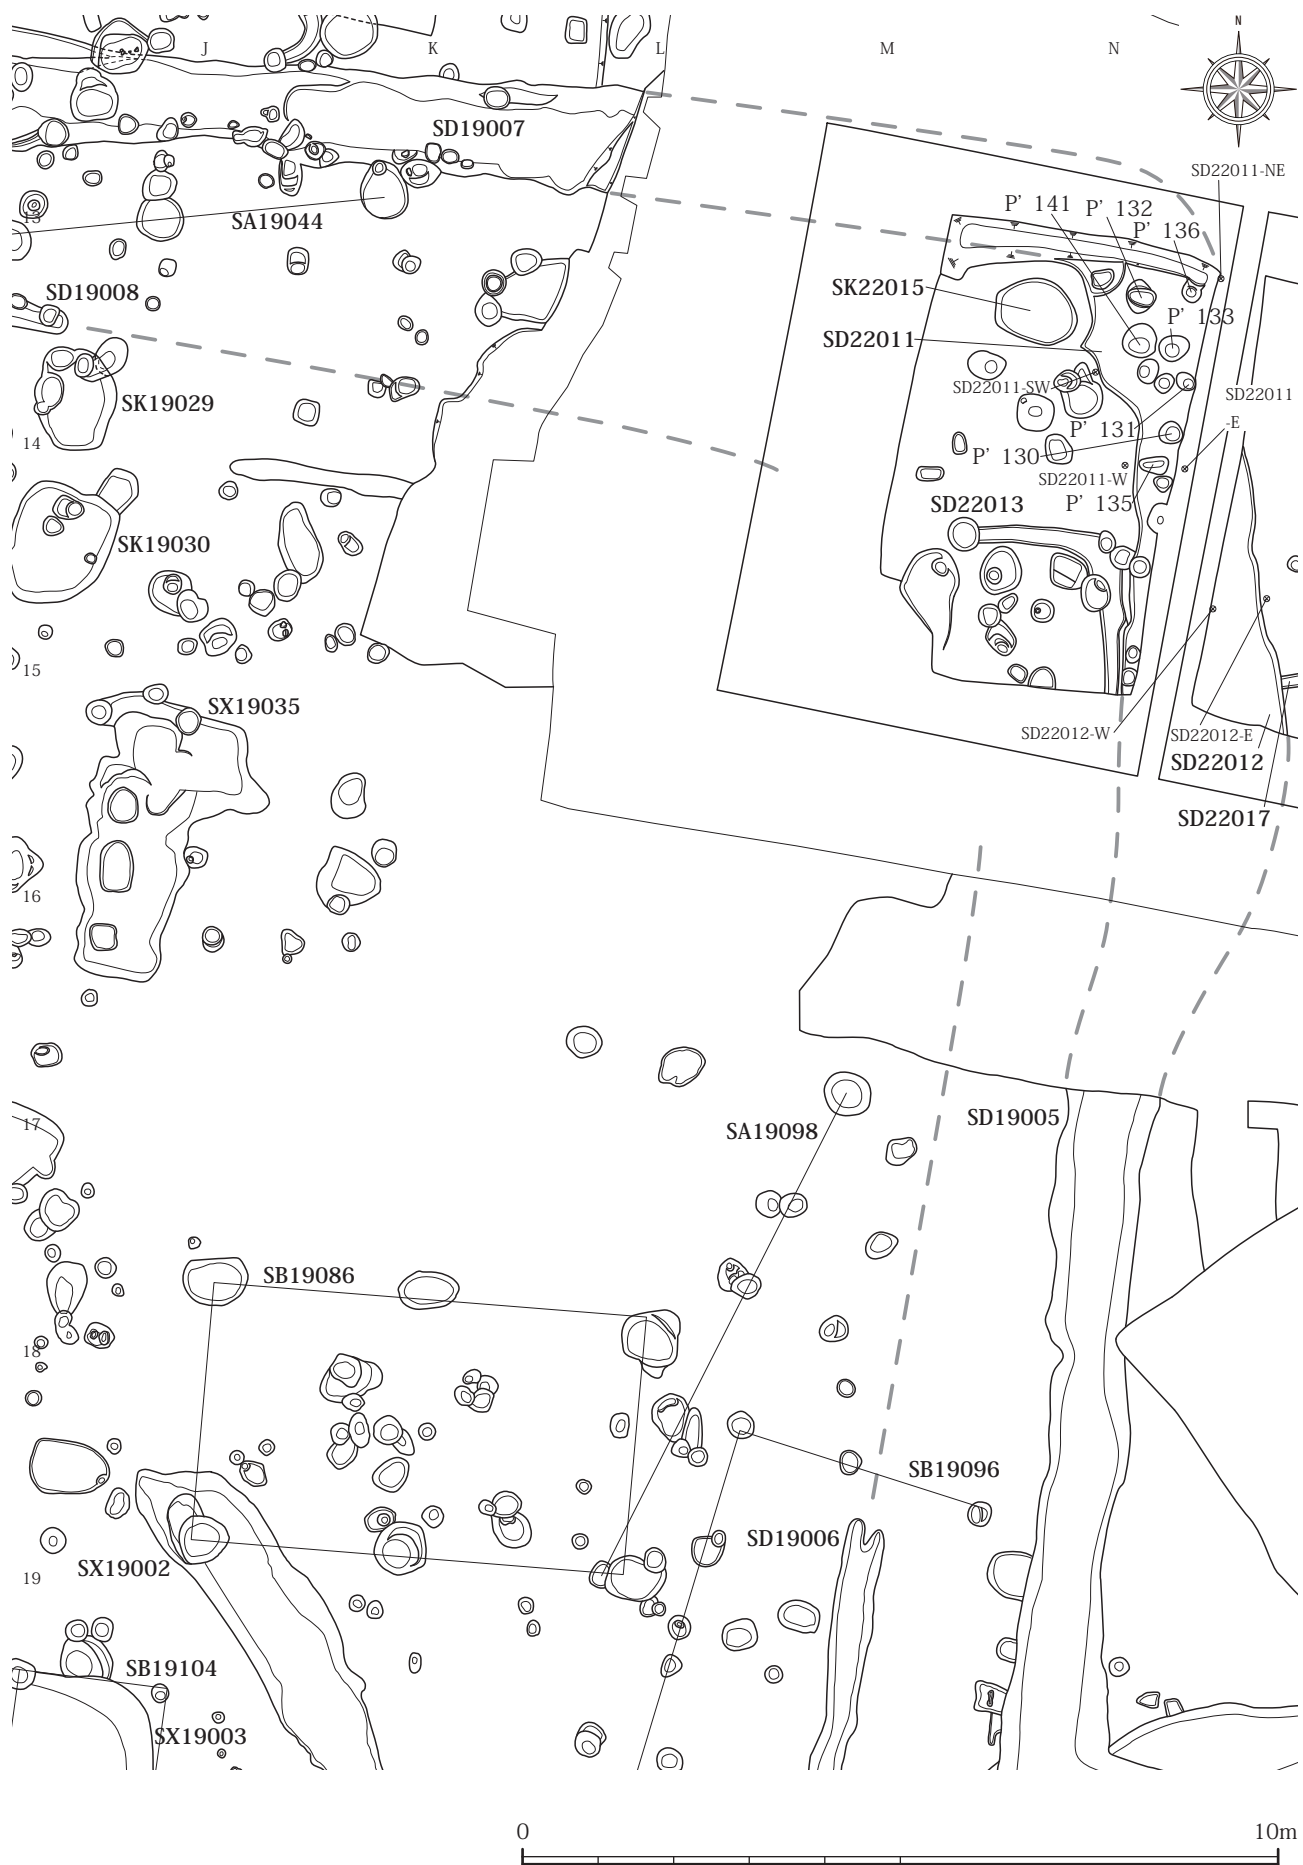 N
J K L M N
SD19007
SD22011-NE
P' 141 P' 132
P' 136
13
SA19044
SD19008
SK22015
P' 133
SD22011
SD22011-SW
SD22011
-E
SK19029
P' 131
14
P' 130
SD22011-W
SD22013
P' 135
SK19030
15
SX19035
SD22012-W
SD22012-E
SD22012
SD22017
16
17
SA19098
SD19005
SB19086
18
SB19096
SX19002
SD19006
19
SB19104
SX19003
0 10m